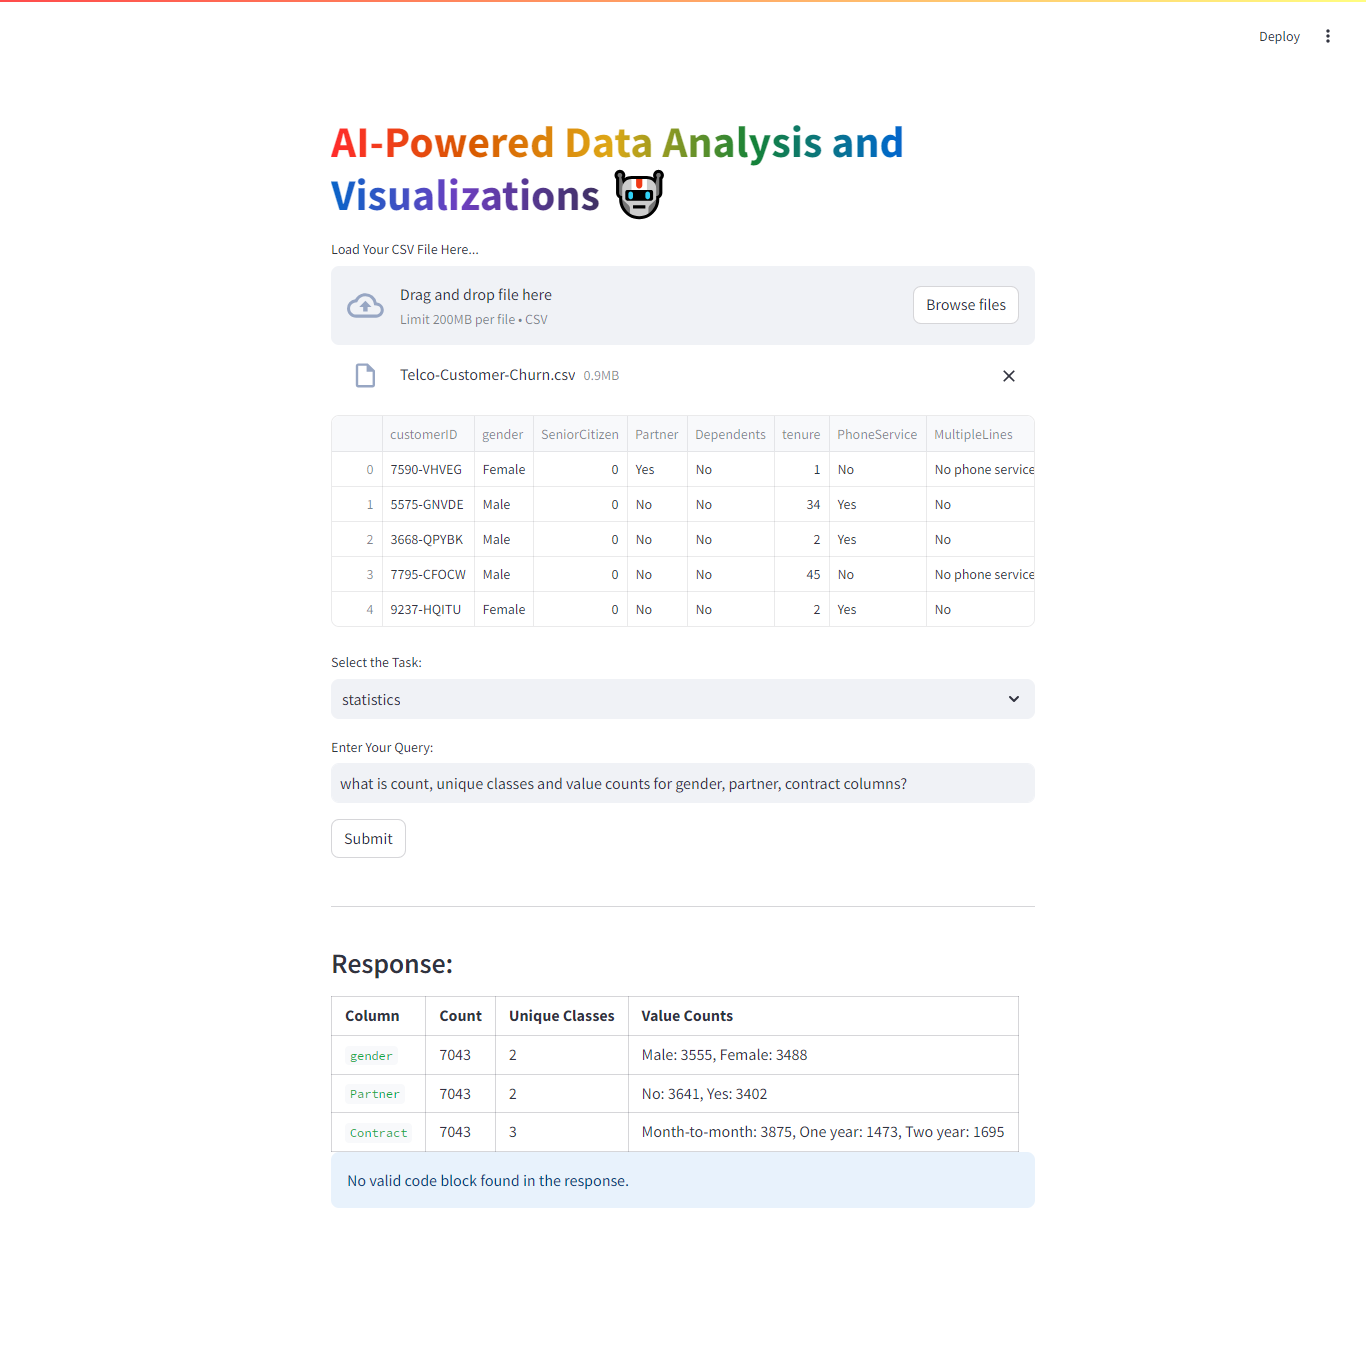 Deploy
AI-Powered Data Analysis and
Visualizations
Load Your CSV File Here...
Drag and drop file here
Limit 200MB per file • CSV
Browse files
Telco-Customer-Churn.csv 0.9MB
customerID gender SeniorCitizen Partner Dependents tenure PhoneService MultipleLines
0 7590-VHVEG Female 0 Yes No 1 No No phone service
1 5575-GNVDE Male 0 No No 34 Yes No
2 3668-QPYBK Male 0 No No 2 Yes No
3 7795-CFOCW Male 0 No No 45 No No phone service
4 9237-HQITU Female 0 No No 2 Yes No
Select the Task:
statistics
Enter Your Query:
what is count, unique classes and value counts for gender, partner, contract columns?
Submit
Response:
Column Count Unique Classes Value Counts
gender 7043 2 Male: 3555, Female: 3488
Partner 7043 2 No: 3641, Yes: 3402
Contract 7043 3 Month-to-month: 3875, One year: 1473, Two year: 1695
No valid code block found in the response.